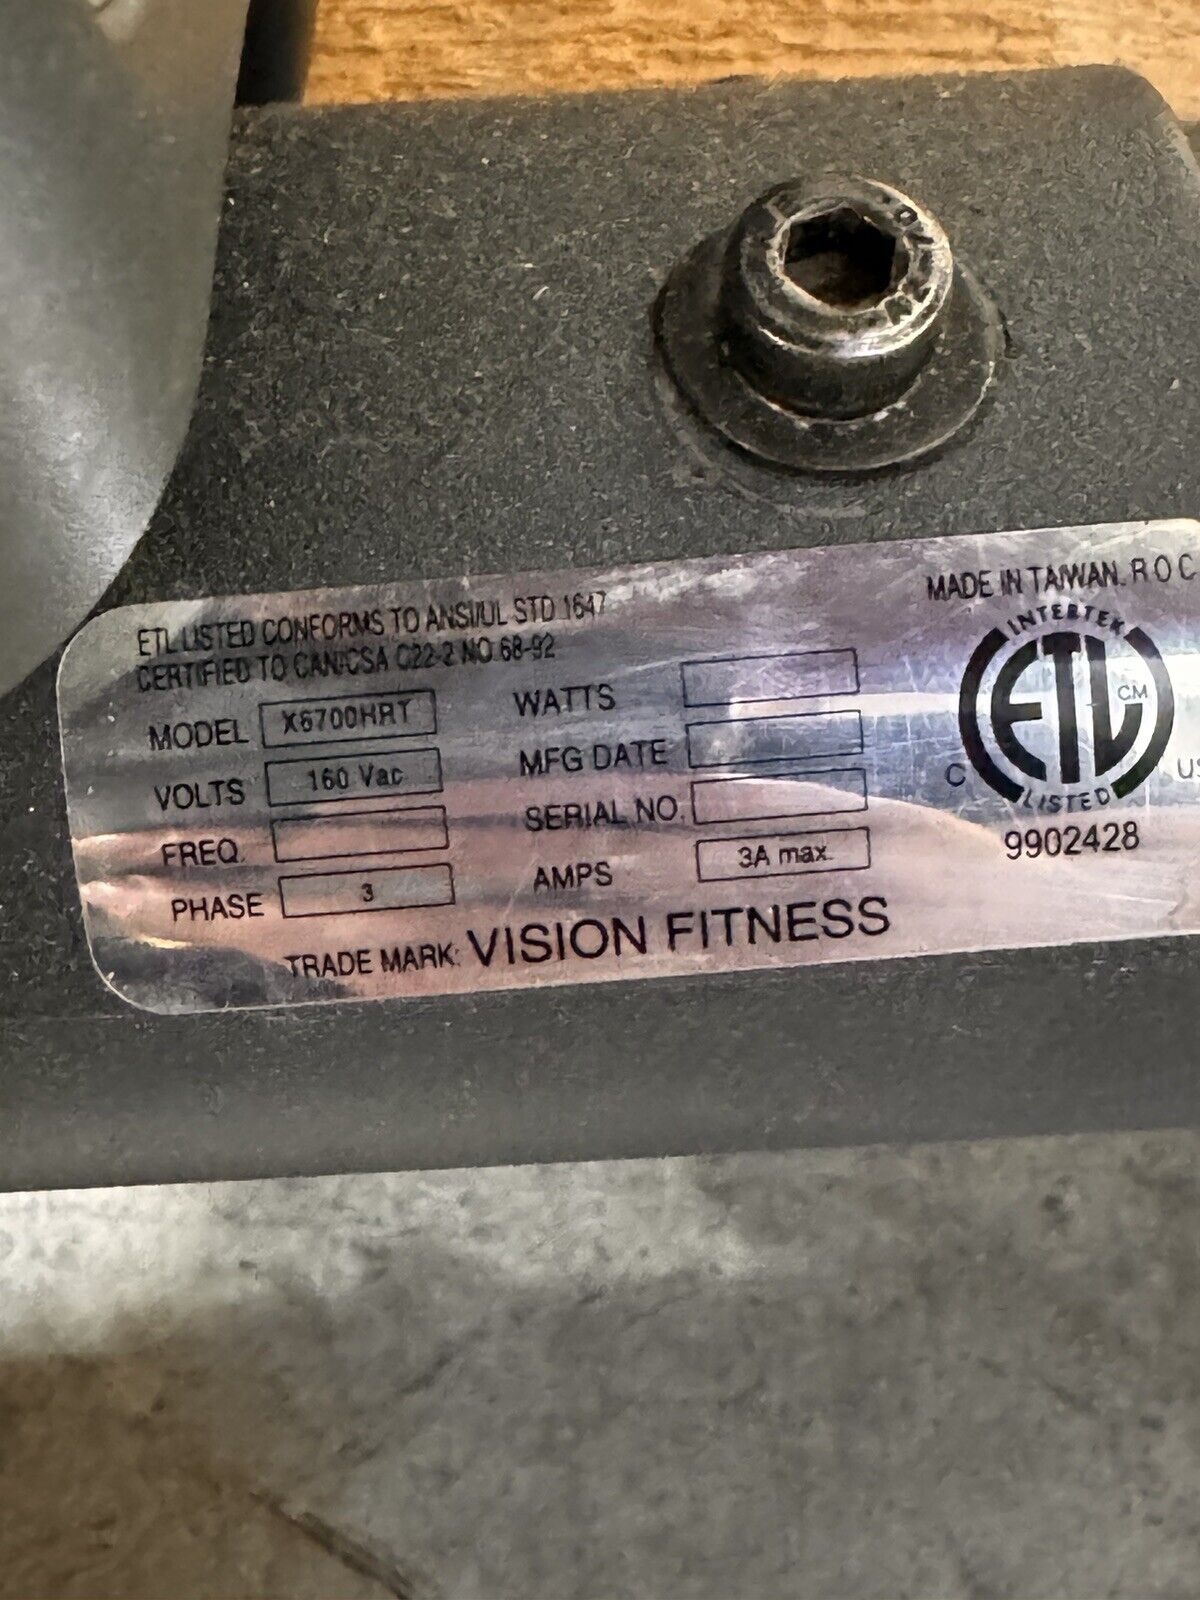 ETL LISTED CONFORMS TO ANSI/UL STD 1647
CERTIFIED TO CAN/CSA C22-2 NO 68-92
MADE IN TAIWAN. R O C
MODEL X6700HRT
VOLTS 160 Vac
FREQ.
PHASE 3
WATTS
MFG DATE
SERIAL NO.
AMPS 3A max.
TRADE MARK: VISION FITNESS
INTERTEK
ETL CM
C US
LISTED
9902428